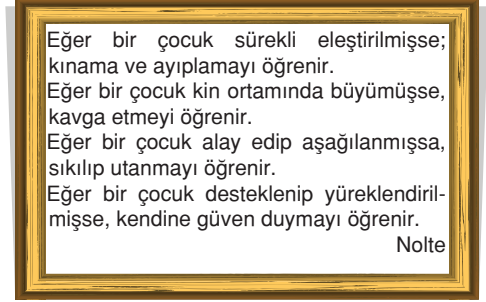 Eğer bir çocuk sürekli eleştirilmişse;
kınama ve ayıplamayı öğrenir.
Eğer bir çocuk kin ortamında büyümüşse,
kavga etmeyi öğrenir.
Eğer bir çocuk alay edip aşağılanmışsa,
sıkılıp utanmayı öğrenir.
Eğer bir çocuk desteklenip yüreklendiril-
mişse, kendine güven duymayı öğrenir.
Nolte